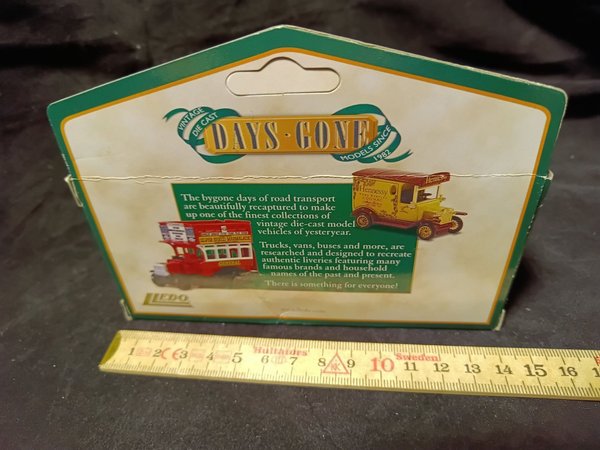 VINTAGE
DIE CAST
DAYS · GONE
MODELS SINCE
1982
The bygone days of road transport
are beautifully recaptured to make
up one of the finest collections of
vintage die-cast model
vehicles of yesteryear.
Trucks, vans, buses and more, are
researched and designed to recreate
authentic liveries featuring many
famous brands and household
names of the past and present.
There is something for everyone!
Hennessy
GENERAL
LLEDO
1 2 3 4 5 6 7 8 9 10 11 12 13 14 15 16
Hultafors
Sweden